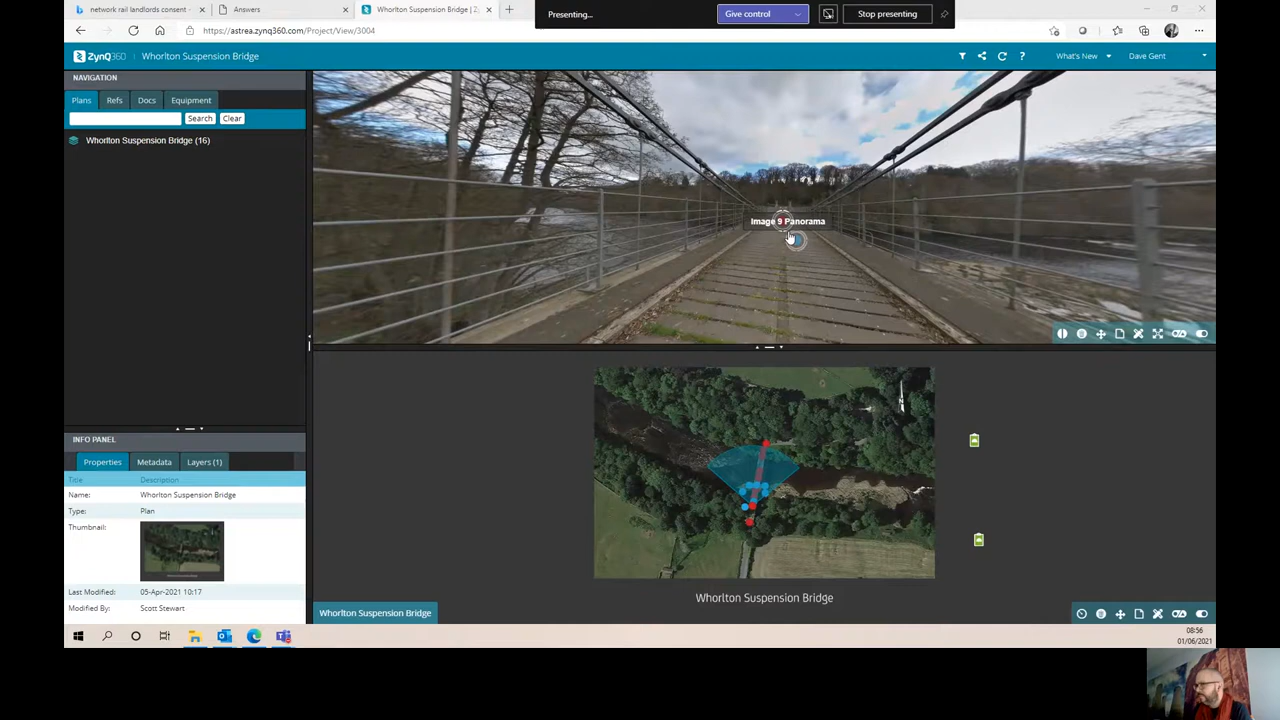 network rail landlords consent -
Answers
Whorlton Suspension Bridge | Z
Presenting...
Give control
Stop presenting
https://astrea.zynq360.com/Project/View/3004
ZynQ360
Whorlton Suspension Bridge
What's New
Dave Gent
NAVIGATION
Plans
Refs
Docs
Equipment
Search
Clear
Whorlton Suspension Bridge (16)
Image 9 Panorama
INFO PANEL
Properties
Metadata
Layers (1)
Title
Description
Name:
Whorlton Suspension Bridge
Type:
Plan
Thumbnail:
Last Modified:
05-Apr-2021 10:17
Modified By:
Scott Stewart
N
Whorlton Suspension Bridge
Whorlton Suspension Bridge
08:56
01/06/2021